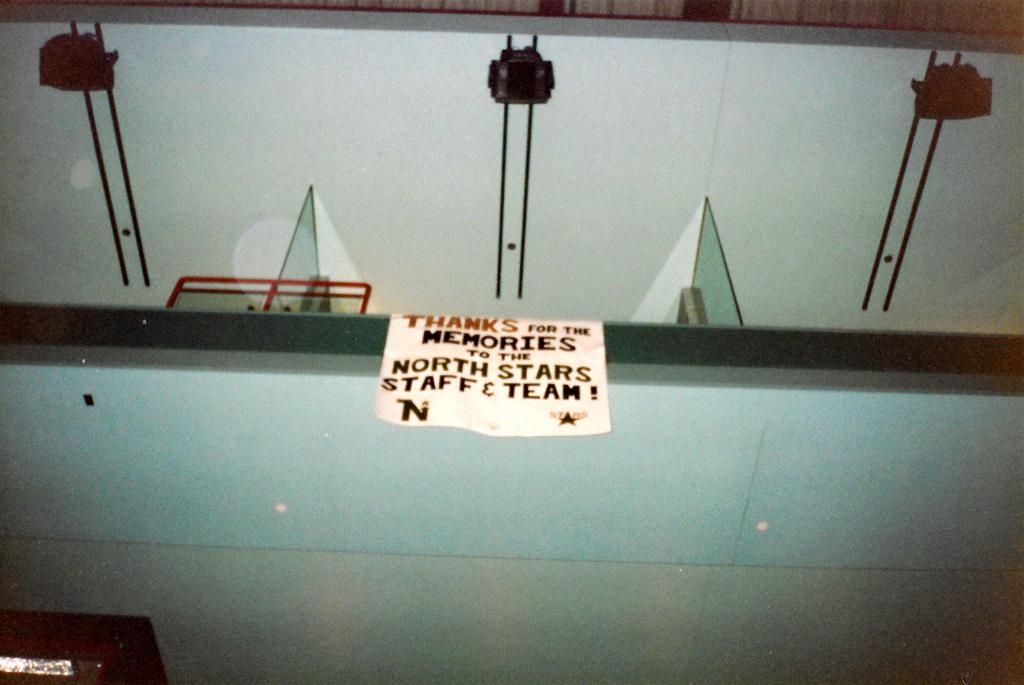 THANKS FOR THE
MEMORIES
TO THE
NORTH STARS
STAFF & TEAM!
N
STARS